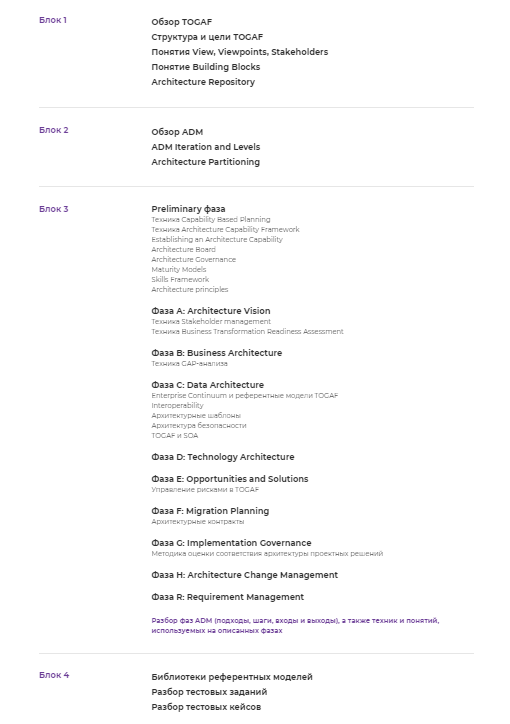 Блок 1
Обзор TOGAF
Структура и цели TOGAF
Понятия View, Viewpoints, Stakeholders
Понятие Building Blocks
Architecture Repository
Блок 2
Обзор ADM
ADM Iteration and Levels
Architecture Partitioning
Блок 3
Preliminary фаза
Техника Capability Based Planning
Техника Architecture Capability Framework
Establishing an Architecture Capability
Architecture Board
Architecture Governance
Maturity Models
Skills Framework
Architecture principles
Фаза A: Architecture Vision
Техника Stakeholder management
Техника Business Transformation Readiness Assessment
Фаза B: Business Architecture
Техника GAP-анализа
Фаза C: Data Architecture
Enterprise Continuum и референтные модели TOGAF
Interoperability
Архитектурные шаблоны
Архитектура безопасности
TOGAF и SOA
Фаза D: Technology Architecture
Фаза E: Opportunities and Solutions
Управление рисками в TOGAF
Фаза F: Migration Planning
Архитектурные контракты
Фаза G: Implementation Governance
Методика оценки соответствия архитектуры проектных решений
Фаза H: Architecture Change Management
Фаза R: Requirement Management
Разбор фаз ADM (подходы, шаги, входы и выходы), а также техник и понятий,
используемых на описанных фазах
Блок 4
Библиотеки референтных моделей
Разбор тестовых заданий
Разбор тестовых кейсов